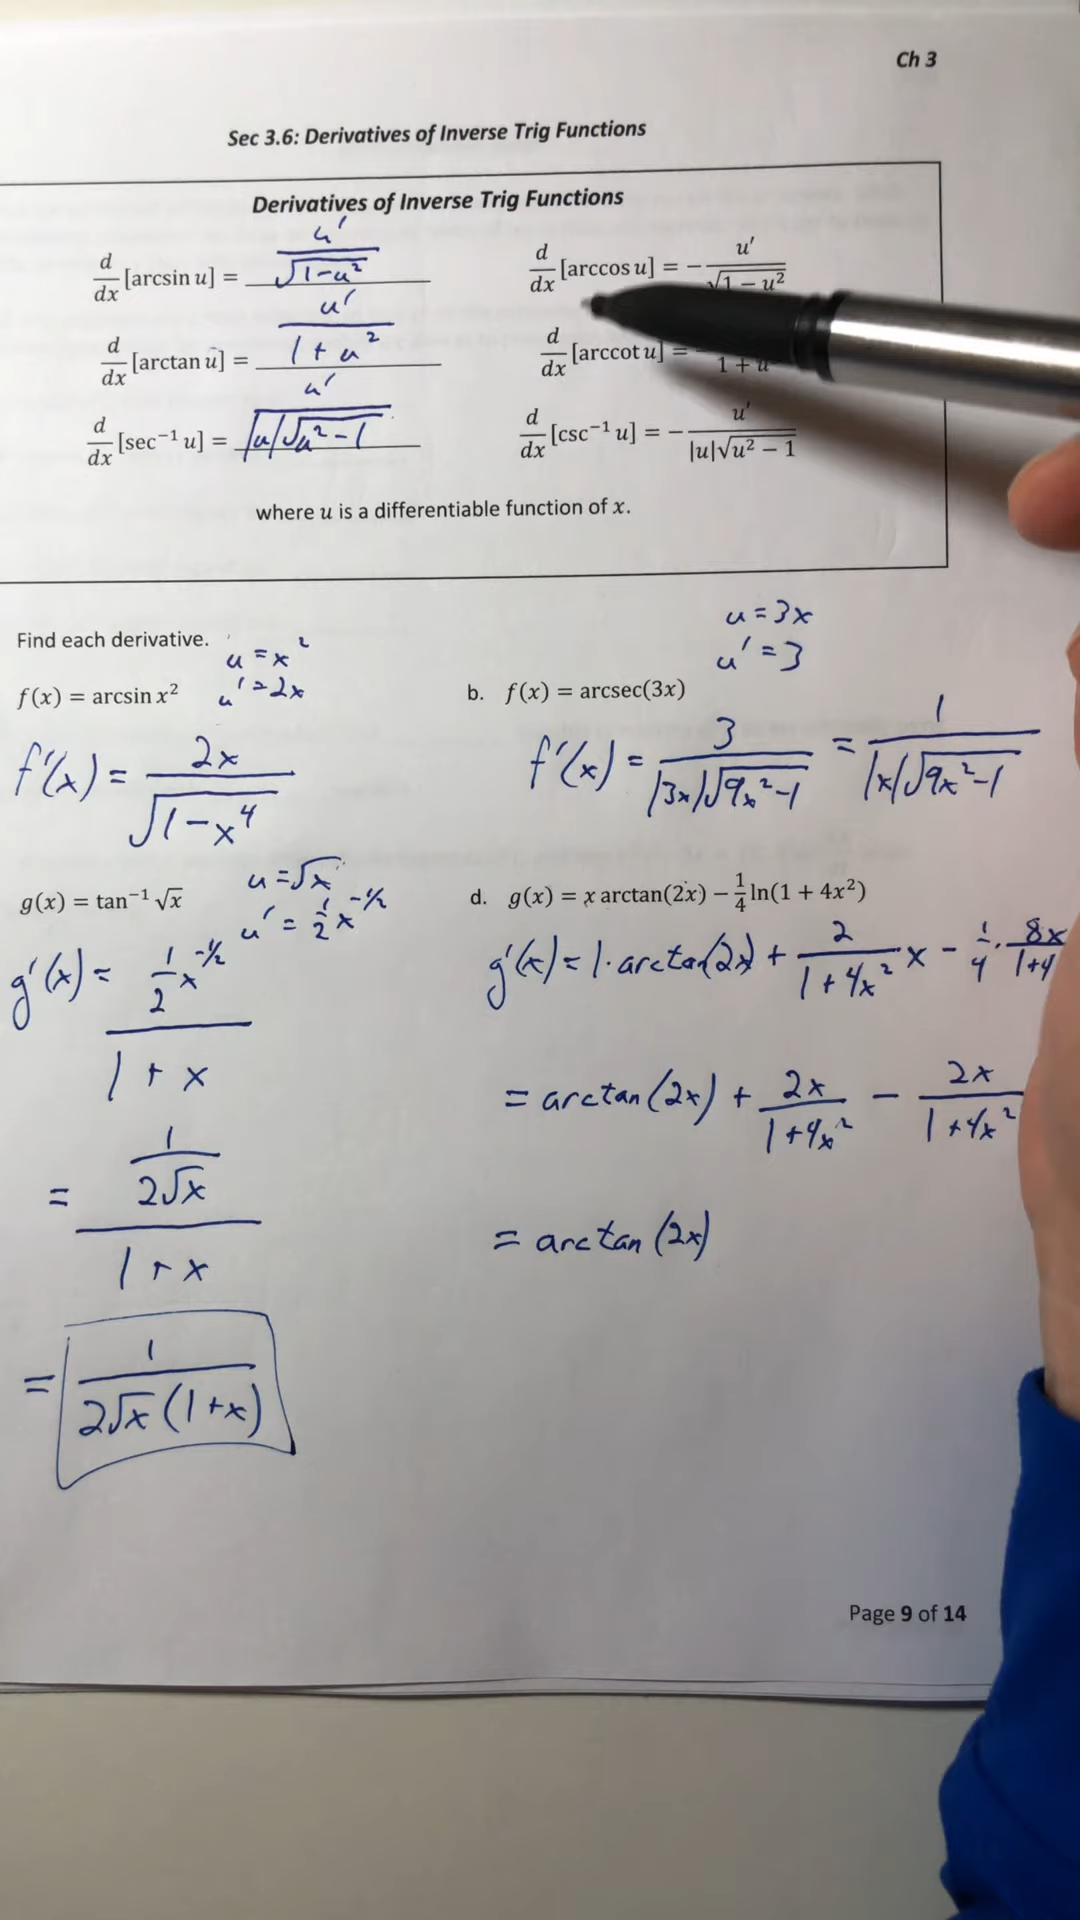 Ch 3
Sec 3.6: Derivatives of Inverse Trig Functions
Derivatives of Inverse Trig Functions
d/dx [arcsin u] = u′/√(1−u²)
d/dx [arccos u] = − u′/√(1 − u²)
d/dx [arctan u] = u′/(1+u²)
d/dx [arccot u] = 1 + u
d/dx [sec⁻¹ u] = u′/(|u|√(u²−1))
d/dx [csc⁻¹ u] = − u′/(|u|√(u² − 1))
where u is a differentiable function of x.
Find each derivative.
u = x²
u′ = 2x
f(x) = arcsin x²
f′(x) = 2x/√(1−x⁴)
u = 3x
u′ = 3
b. f(x) = arcsec(3x)
f′(x) = 3/(|3x|√(9x²−1)) = 1/(|x|√(9x²−1))
g(x) = tan⁻¹ √x
u = √x
u′ = ½ x^(−1/2)
g′(x) = (½ x^(−1/2))/(1 + x)
= (1/(2√x))/(1 + x)
= 1/(2√x (1+x))
d. g(x) = x arctan(2x) − ¼ ln(1 + 4x²)
g′(x) = 1·arctan(2x) + 2/(1+4x²) x − ¼ · 8x/(1+4
= arctan(2x) + 2x/(1+4x²) − 2x/(1+4x²)
= arctan(2x)
Page 9 of 14